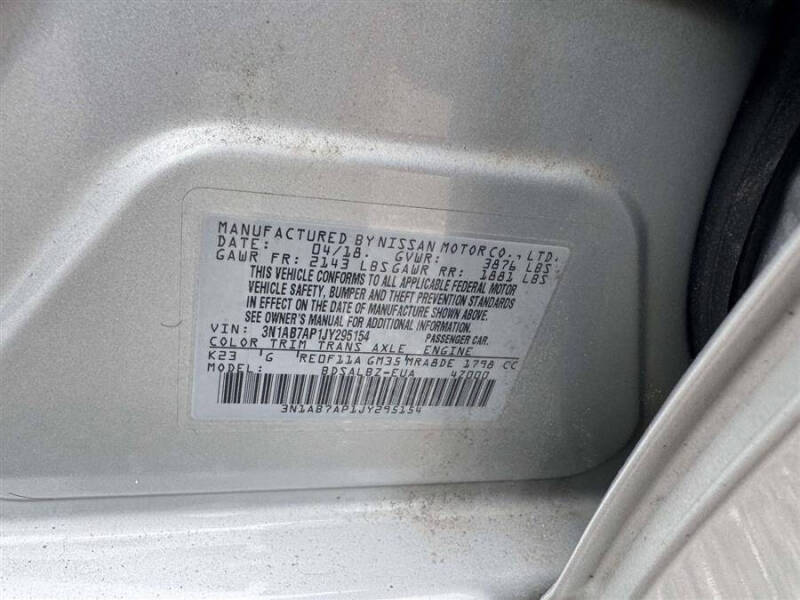 MANUFACTURED BY NISSAN MOTOR CO., LTD.
DATE: 04/18. GVWR: 3876 LBS
GAWR FR: 2143 LBS GAWR RR: 1881 LBS
THIS VEHICLE CONFORMS TO ALL APPLICABLE FEDERAL MOTOR
VEHICLE SAFETY, BUMPER AND THEFT PREVENTION STANDARDS
IN EFFECT ON THE DATE OF MANUFACTURE SHOWN ABOVE.
SEE OWNER'S MANUAL FOR ADDITIONAL INFORMATION.
VIN: 3N1AB7AP1JY295154 PASSENGER CAR.
COLOR TRIM TRANS AXLE ENGINE
K23 'G 'RE0F11A GM35 MRA8DE 1798 CC
MODEL: BDSALBZ-EUA 47000
3N1AB7AP1JY295154